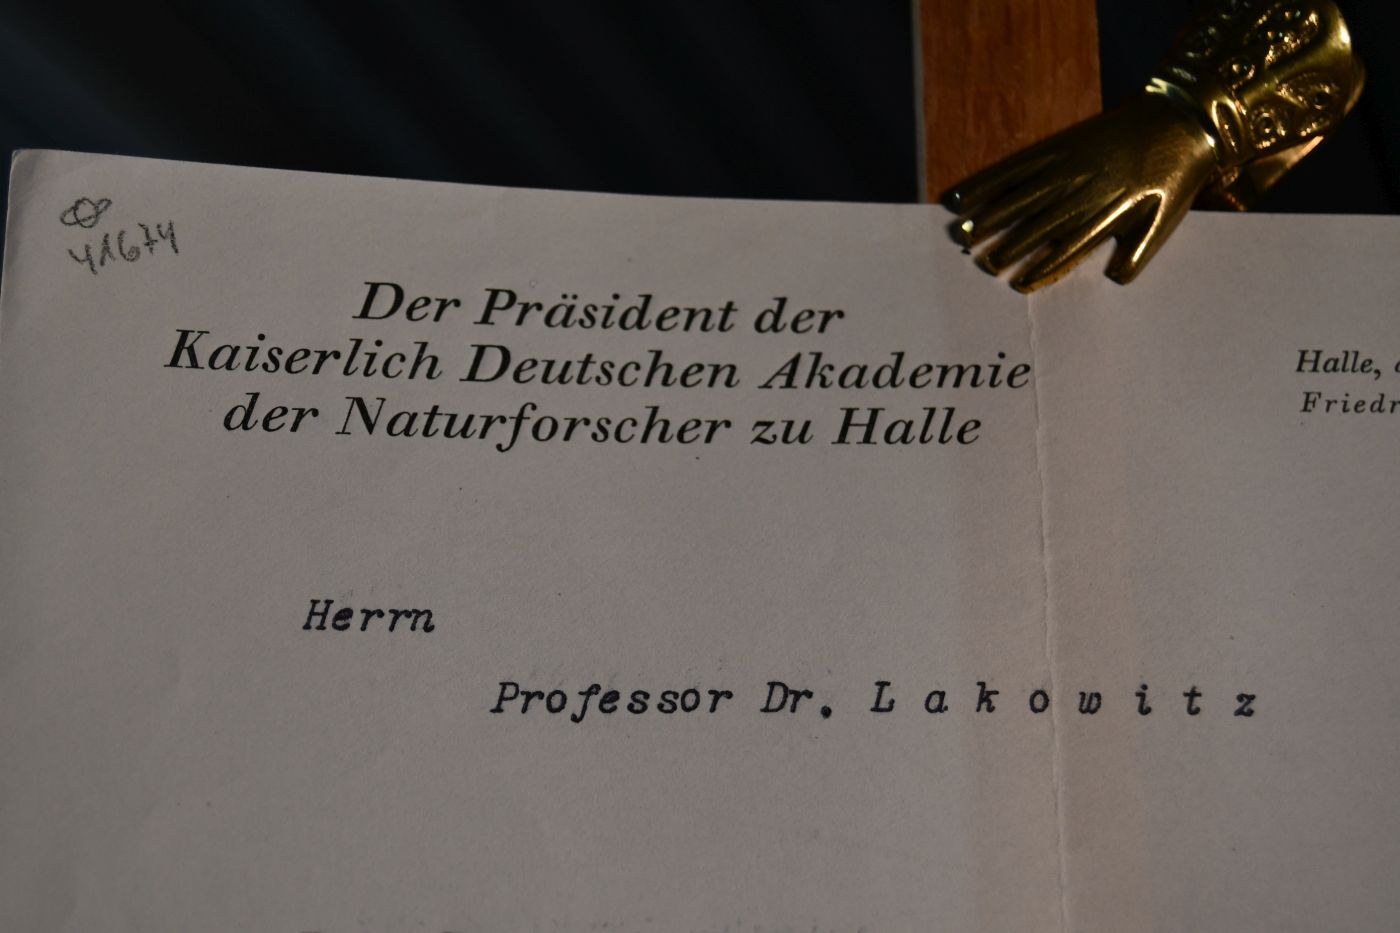 41674
Der Präsident der
Kaiserlich Deutschen Akademie
der Naturforscher zu Halle
Halle,
Herrn
Professor Dr. L a k o w i t z